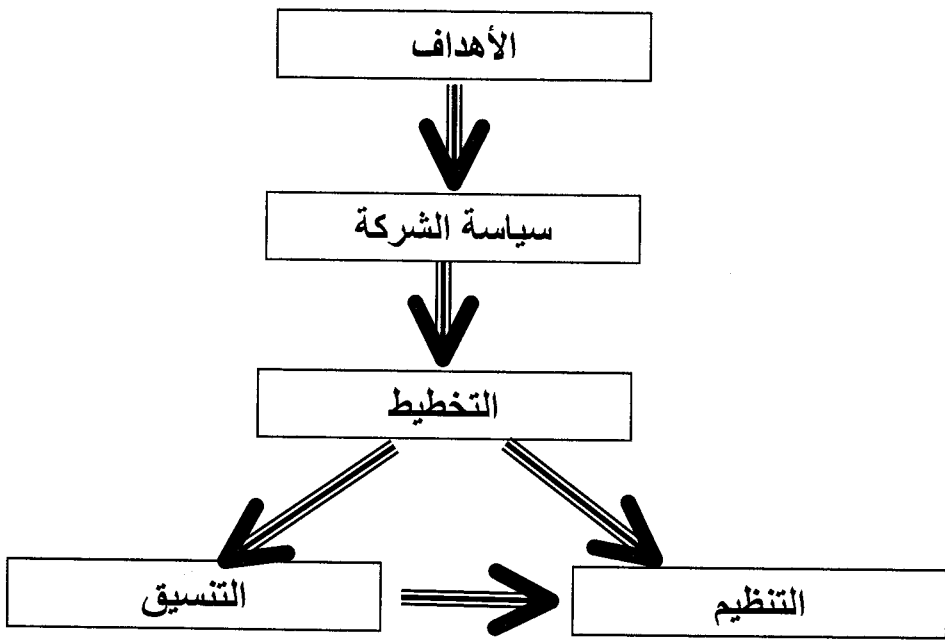 الأهداف
سياسة الشركة
التخطيط
التنظيم
التنسيق